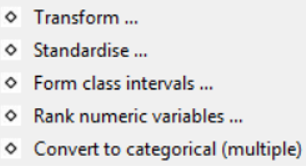 Transform ...
Standardise ...
Form class intervals ...
Rank numeric variables ...
Convert to categorical (multiple)